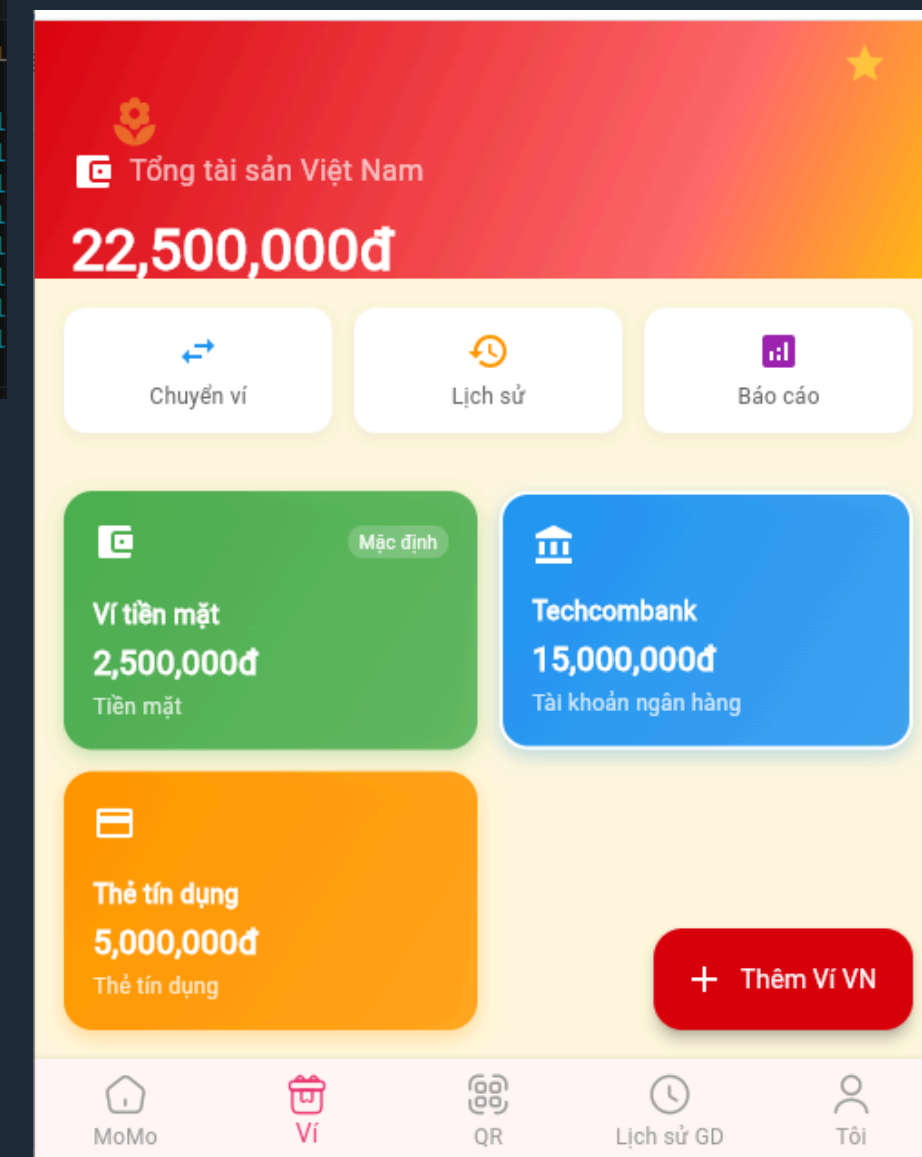 Tổng tài sản Việt Nam
22,500,000đ
Chuyển ví
Lịch sử
Báo cáo
Mặc định
Ví tiền mặt
2,500,000đ
Tiền mặt
Techcombank
15,000,000đ
Tài khoản ngân hàng
Thẻ tín dụng
5,000,000đ
Thẻ tín dụng
+ Thêm Ví VN
MoMo
Ví
QR
Lịch sử GD
Tôi